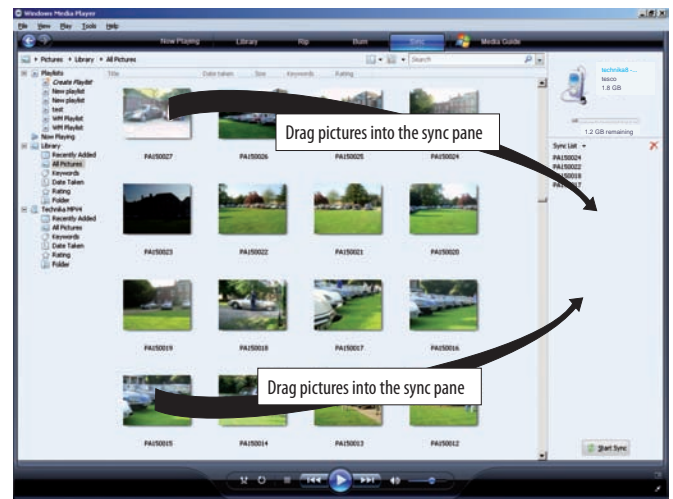 Windows Media Player
File View Play Tools Help
Now Playing Library Rip Burn Sync Media Guide
Pictures Library All Pictures
Search
Playlists
Create Playlist
New playlist
New playlist
test
WM Playlist
WM Playlist
Now Playing
Library
Recently Added
All Pictures
Keywords
Date Taken
Rating
Folder
Technika MPV4
Recently Added
All Pictures
Keywords
Date Taken
Rating
Folder
Title Date taken Size Keywords Rating
Drag pictures into the sync pane
PA150027 PA150026 PA150025 PA150024
PA150023 PA150022 PA150021 PA150020
PA150019 PA150018 PA150017 PA150016
Drag pictures into the sync pane
PA150015 PA150014 PA150013 PA150012
technika8 -...
tesco
1.8 GB
1.2 GB remaining
Sync List
PA150024
PA150022
PA150018
Start Sync